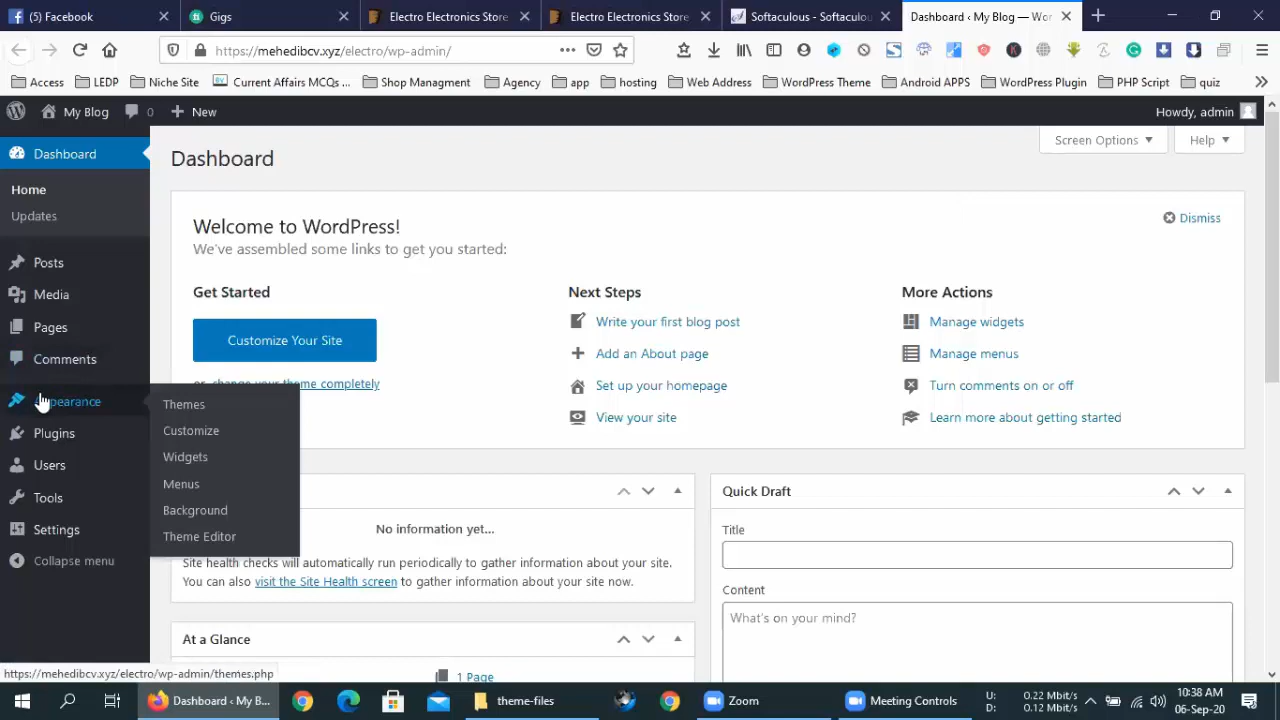 (5) Facebook
Gigs
Electro Electronics Store
Electro Electronics Store
Softaculous - Softaculou
Dashboard ‹ My Blog — Wor
https://mehedibcv.xyz/electro/wp-admin/
Access
LEDP
Niche Site
Current Affairs MCQs ...
Shop Managment
Agency
app
hosting
Web Address
WordPress Theme
Android APPS
WordPress Plugin
PHP Script
quiz
My Blog
0
New
Howdy, admin
Dashboard
Home
Updates
Posts
Media
Pages
Comments
Appearance
Plugins
Users
Tools
Settings
Collapse menu
Themes
Customize
Widgets
Menus
Background
Theme Editor
Dashboard
Screen Options
Help
Welcome to WordPress!
We've assembled some links to get you started:
Dismiss
Get Started
Customize Your Site
or, change your theme completely
Next Steps
Write your first blog post
Add an About page
Set up your homepage
View your site
More Actions
Manage widgets
Manage menus
Turn comments on or off
Learn more about getting started
No information yet...
Site health checks will automatically run periodically to gather information about your site.
You can also visit the Site Health screen to gather information about your site now.
At a Glance
1 Page
Quick Draft
Title
Content
What's on your mind?
https://mehedibcv.xyz/electro/wp-admin/themes.php
Dashboard ‹ My B...
theme-files
Zoom
Meeting Controls
U: 0.22 Mbit/s
D: 0.12 Mbit/s
10:38 AM
06-Sep-20